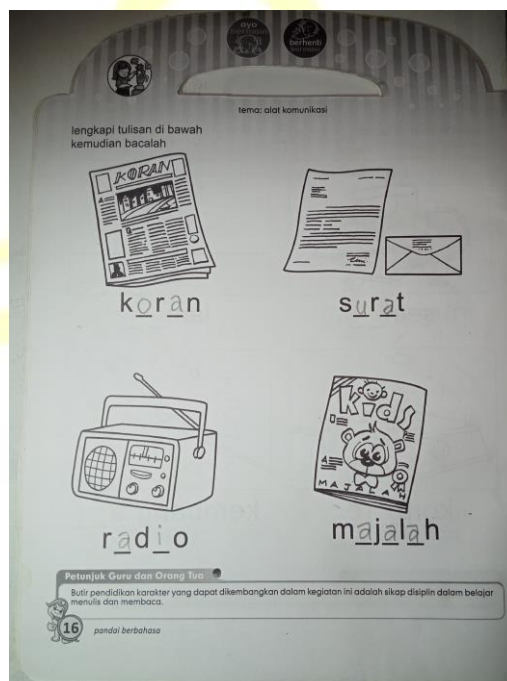 ayo
berhenti
tema: alat komunikasi
lengkapi tulisan di bawah
kemudian bacalah
KORAN
koran
surat
radio
kids
MAJALAH
majalah
Petunjuk Guru dan Orang Tua
Butir pendidikan karakter yang dapat dikembangkan dalam kegiatan ini adalah sikap disiplin dalam belajar
menulis dan membaca.
16
pandai berbahasa